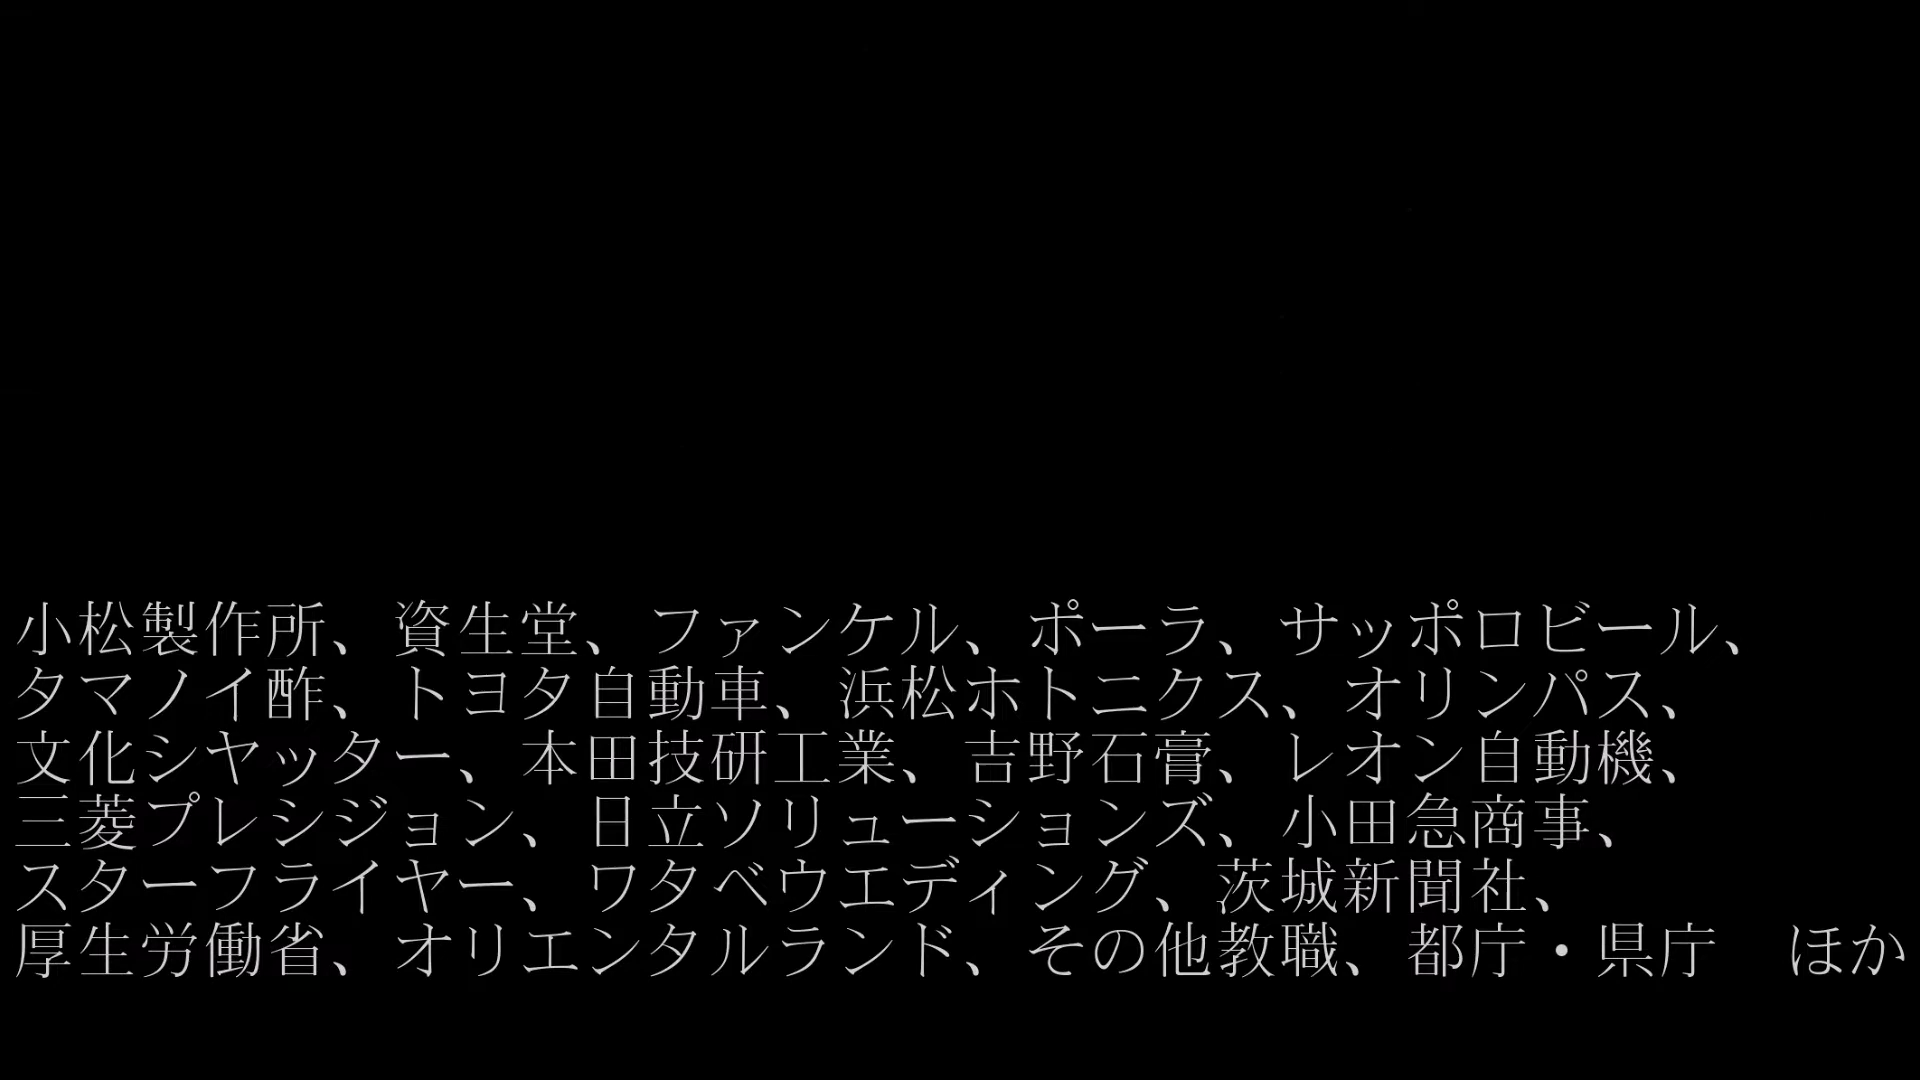 小松製作所、資生堂、ファンケル、ポーラ、サッポロビール、
タマノイ酢、トヨタ自動車、浜松ホトニクス、オリンパス、
文化シヤッター、本田技研工業、吉野石膏、レオン自動機、
三菱プレシジョン、日立ソリューションズ、小田急商事、
スターフライヤー、ワタベウエディング、茨城新聞社、
厚生労働省、オリエンタルランド、その他教職、都庁・県庁　ほか